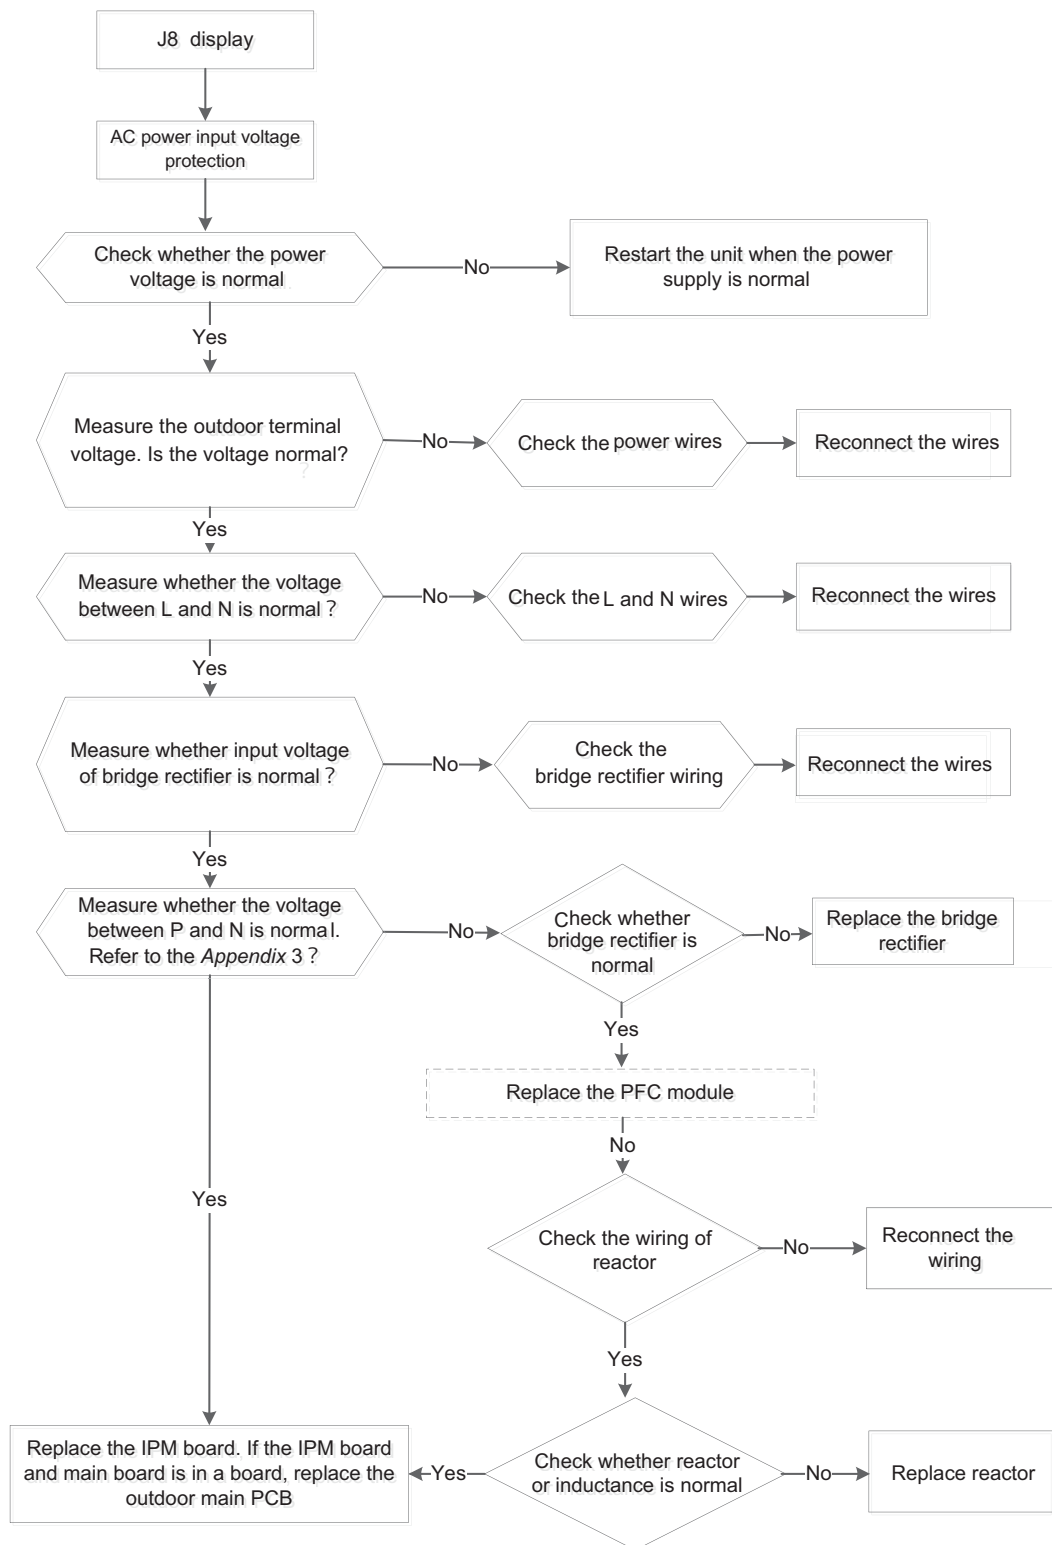 J8 display
AC power input voltage
protection
Check whether the power
voltage is normal
No
Restart the unit when the power
supply is normal
Yes
Measure the outdoor terminal
voltage. Is the voltage normal?
No
Check the power wires
Reconnect the wires
Yes
Measure whether the voltage
between L and N is normal ?
No
Check the L and N wires
Reconnect the wires
Yes
Measure whether input voltage
of bridge rectifier is normal ?
No
Check the
bridge rectifier wiring
Reconnect the wires
Yes
Measure whether the voltage
between P and N is normal.
Refer to the Appendix 3 ?
No
Check whether
bridge rectifier is
normal
No
Replace the bridge
rectifier
Yes
Replace the PFC module
No
Yes
Check the wiring of
reactor
No
Reconnect the
wiring
Yes
Replace the IPM board. If the IPM board
and main board is in a board, replace the
outdoor main PCB
Yes
Check whether reactor
or inductance is normal
No
Replace reactor